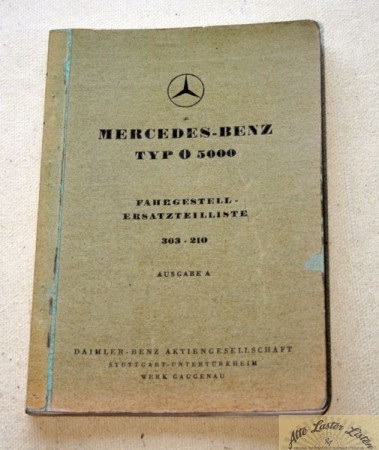 MERCEDES-BENZ
TYP O 5000
FAHRGESTELL-
ERSATZTEILLISTE
303 - 210
AUSGABE A
DAIMLER-BENZ AKTIENGESELLSCHAFT
STUTTGART-UNTERTÜRKHEIM
WERK GAGGENAU
Alte Laster Listen